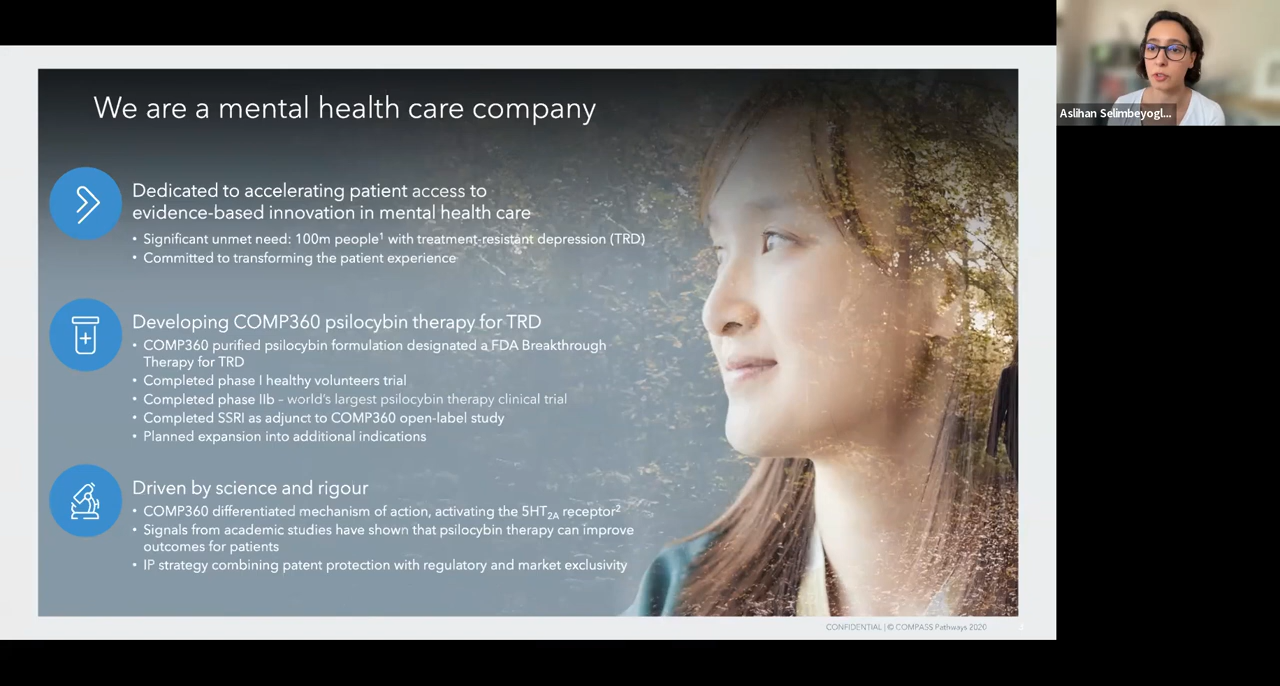 We are a mental health care company
Aslihan Selimbeyogl...
Dedicated to accelerating patient access to
evidence-based innovation in mental health care
• Significant unmet need: 100m people¹ with treatment-resistant depression (TRD)
• Committed to transforming the patient experience
Developing COMP360 psilocybin therapy for TRD
• COMP360 purified psilocybin formulation designated a FDA Breakthrough
Therapy for TRD
• Completed phase I healthy volunteers trial
• Completed phase IIb – world's largest psilocybin therapy clinical trial
• Completed SSRI as adjunct to COMP360 open-label study
• Planned expansion into additional indications
Driven by science and rigour
• COMP360 differentiated mechanism of action, activating the 5HT2A receptor²
• Signals from academic studies have shown that psilocybin therapy can improve
outcomes for patients
• IP strategy combining patent protection with regulatory and market exclusivity
CONFIDENTIAL | © COMPASS Pathways 2020